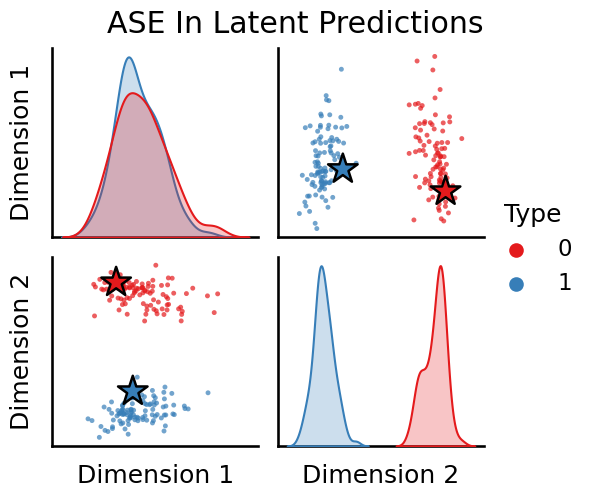 ASE In Latent Predictions
Dimension 1
Type
0
1
Dimension 2
Dimension 1
Dimension 2